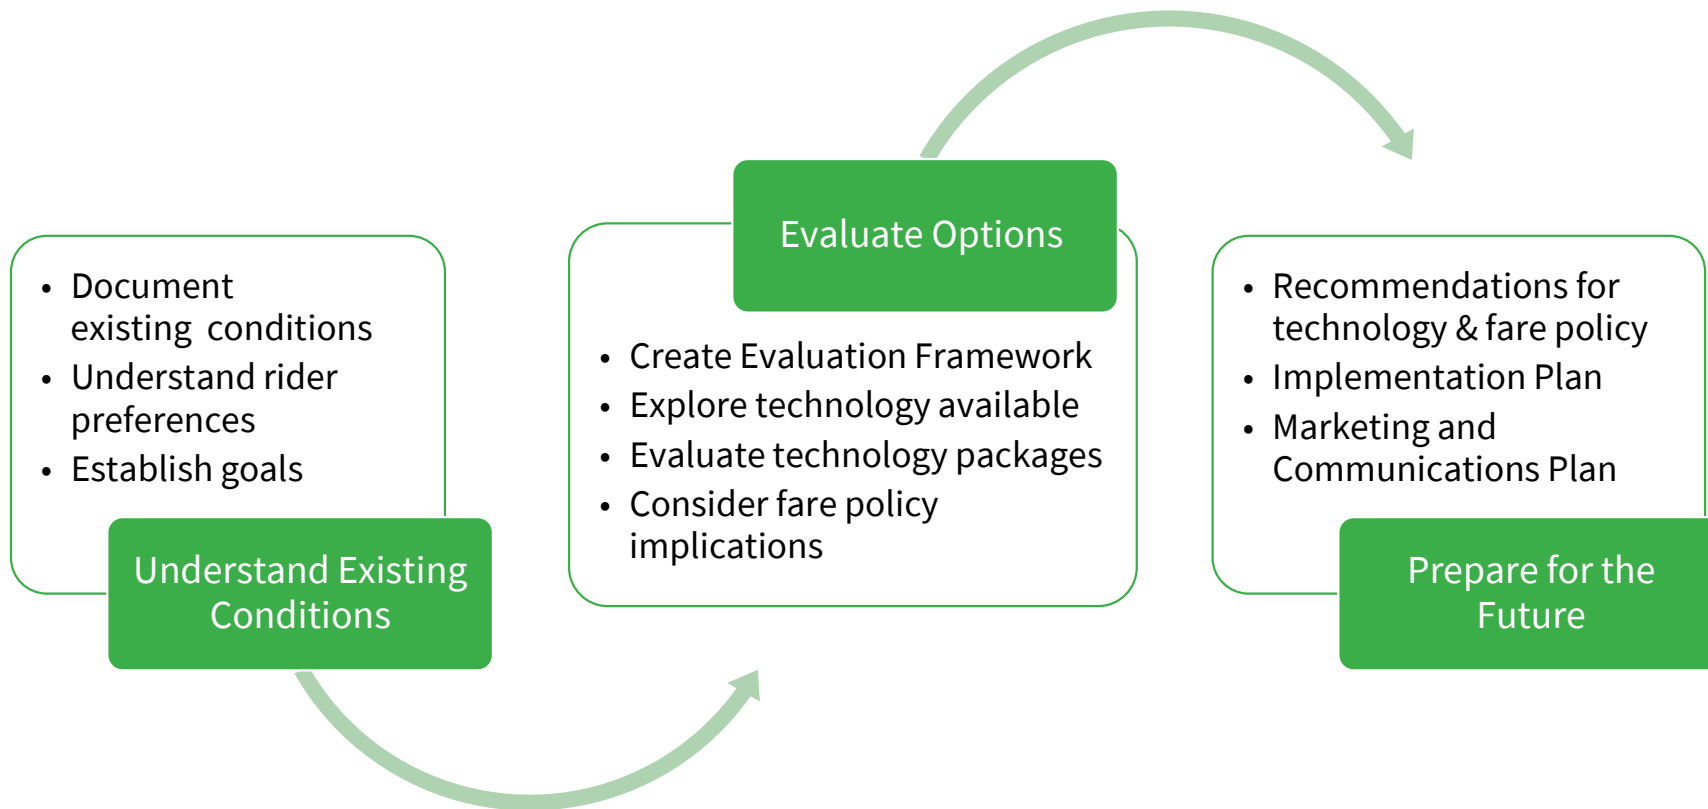 • Document
existing  conditions
• Understand rider
preferences
• Establish goals
Understand Existing
Conditions
Evaluate Options
• Create Evaluation Framework
• Explore technology available
• Evaluate technology packages
• Consider fare policy
implications
• Recommendations for
technology & fare policy
• Implementation Plan
• Marketing and
Communications Plan
Prepare for the
Future